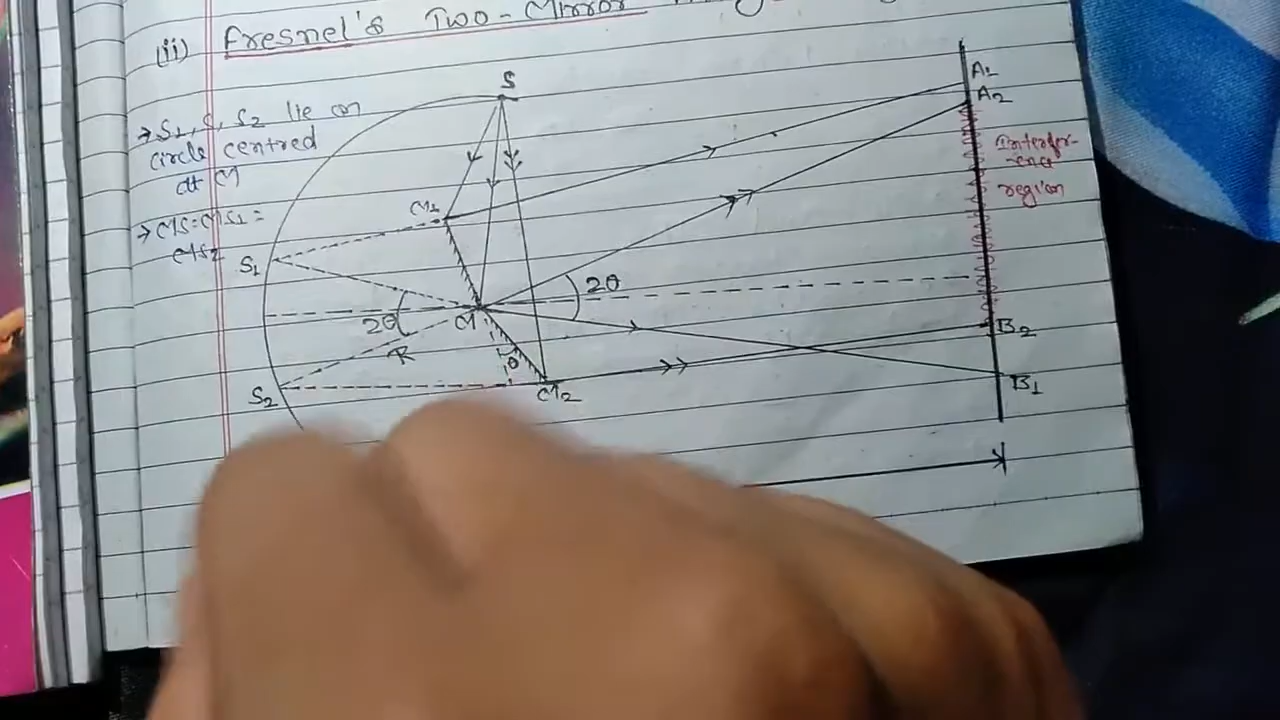 (ii) Fresnel's Two-Mirror
S
A1
A2
→ S1, S, S2 lie on
circle centred
at M
Interfer-
ence
region
→ MS = MS1 =
MS2
M1
S1
2θ
2θ
M
R
θ
B2
S2
M2
B1